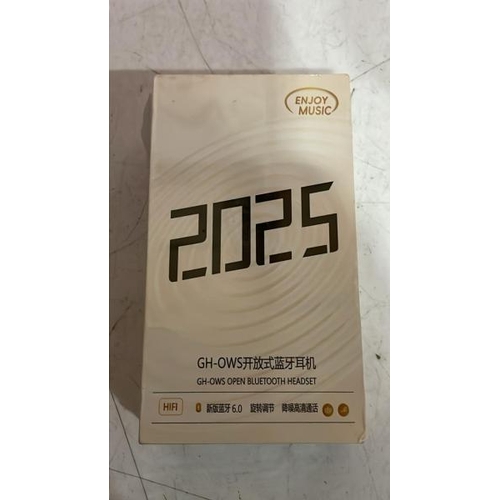 ENJOY
MUSIC
2025
GH-OWS开放式蓝牙耳机
GH-OWS OPEN BLUETOOTH HEADSET
HiFi 新版蓝牙 6.0 旋转调节 降噪高清通话